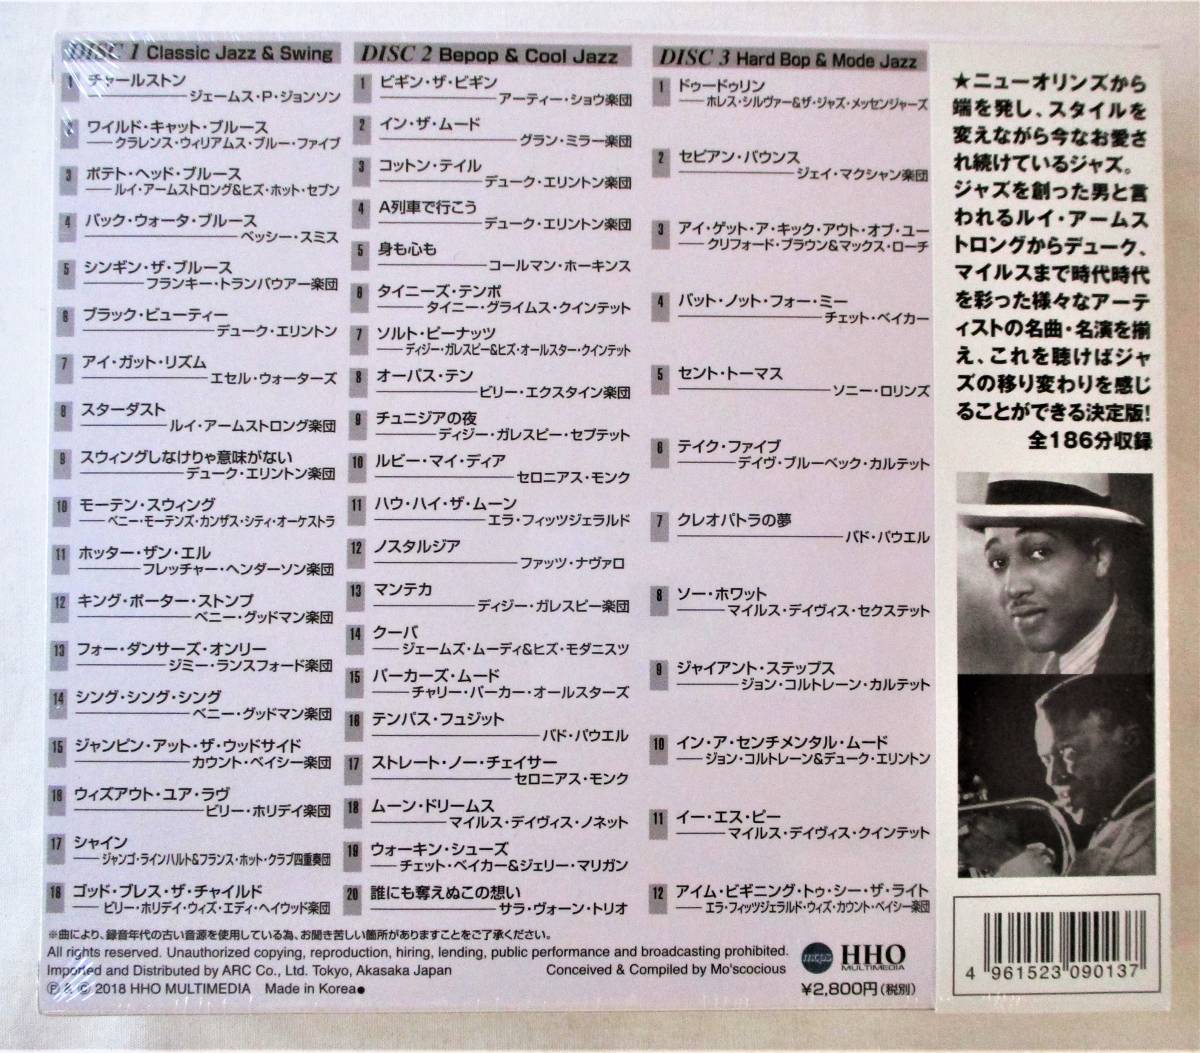 DISC 1 Classic Jazz & Swing
1 チャールストン
ジェームス・P・ジョンソン
2 ワイルド・キャット・ブルース
クラレンス・ウィリアムス・ブルー・ファイブ
3 ポテト・ヘッド・ブルース
ルイ・アームストロング&ヒズ・ホット・セブン
4 バック・ウォータ・ブルース
ベッシー・スミス
5 シンギン・ザ・ブルース
フランキー・トランバウアー楽団
6 ブラック・ビューティー
デューク・エリントン
7 アイ・ガット・リズム
エセル・ウォーターズ
8 スターダスト
ルイ・アームストロング楽団
9 スウィングしなけりゃ意味がない
デューク・エリントン楽団
10 モーテン・スウィング
ベニー・モーテンズ・カンザス・シティ・オーケストラ
11 ホッター・ザン・エル
フレッチャー・ヘンダーソン楽団
12 キング・ポーター・ストンプ
ベニー・グッドマン楽団
13 フォー・ダンサーズ・オンリー
ジミー・ランスフォード楽団
14 シング・シング・シング
ベニー・グッドマン楽団
15 ジャンピン・アット・ザ・ウッドサイド
カウント・ベイシー楽団
16 ウィズアウト・ユア・ラヴ
ビリー・ホリデイ楽団
17 シャイン
ジャンゴ・ラインハルト&フランス・ホット・クラブ四重奏団
18 ゴッド・ブレス・ザ・チャイルド
ビリー・ホリデイ・ウィズ・エディ・ヘイウッド楽団
DISC 2 Bepop & Cool Jazz
1 ビギン・ザ・ビギン
アーティー・ショウ楽団
2 イン・ザ・ムード
グラン・ミラー楽団
3 コットン・テイル
デューク・エリントン楽団
4 A列車で行こう
デューク・エリントン楽団
5 身も心も
コールマン・ホーキンス
6 タイニーズ・テンポ
タイニー・グライムス・クインテット
7 ソルト・ピーナッツ
ディジー・ガレスピー&ヒズ・オールスター・クインテット
8 オーパス・テン
ビリー・エクスタイン楽団
9 チュニジアの夜
ディジー・ガレスピー・セプテット
10 ルビー・マイ・ディア
セロニアス・モンク
11 ハウ・ハイ・ザ・ムーン
エラ・フィッツジェラルド
12 ノスタルジア
ファッツ・ナヴァロ
13 マンテカ
ディジー・ガレスピー楽団
14 クーバ
ジェームズ・ムーディ&ヒズ・モダニスツ
15 パーカーズ・ムード
チャリー・パーカー・オールスターズ
16 テンパス・フュジット
バド・パウエル
17 ストレート・ノー・チェイサー
セロニアス・モンク
18 ムーン・ドリームス
マイルス・デイヴィス・ノネット
19 ウォーキン・シューズ
チェット・ベイカー&ジェリー・マリガン
20 誰にも奪えぬこの想い
サラ・ヴォーン・トリオ
DISC 3 Hard Bop & Mode Jazz
1 ドゥードゥリン
ホレス・シルヴァー&ザ・ジャズ・メッセンジャーズ
2 セピアン・バウンス
ジェイ・マクシャン楽団
3 アイ・ゲット・ア・キック・アウト・オブ・ユー
クリフォード・ブラウン&マックス・ローチ
4 バット・ノット・フォー・ミー
チェット・ベイカー
5 セント・トーマス
ソニー・ロリンズ
6 テイク・ファイブ
デイヴ・ブルーベック・カルテット
7 クレオパトラの夢
バド・パウエル
8 ソー・ホワット
マイルス・デイヴィス・セクステット
9 ジャイアント・ステップス
ジョン・コルトレーン・カルテット
10 イン・ア・センチメンタル・ムード
ジョン・コルトレーン&デューク・エリントン
11 イー・エス・ピー
マイルス・デイヴィス・クインテット
12 アイム・ビギニング・トゥ・シー・ザ・ライト
エラ・フィッツジェラルド・ウィズ・カウント・ベイシー楽団
※曲により、録音年代の古い音源を使用している為、お聞き苦しい箇所がありますことをご了承ください。
All rights reserved. Unauthorized copying, reproduction, hiring, lending, public performance and broadcasting prohibited.
Imported and Distributed by ARC Co., Ltd. Tokyo, Akasaka Japan
Conceived & Compiled by Mo'scocious
℗ & © 2018 HHO MULTIMEDIA Made in Korea●
mcps
HHO
MULTIMEDIA
¥2,800円(税別)
★ニューオリンズから
端を発し、スタイルを
変えながら今なお愛さ
れ続けているジャズ。
ジャズを創った男と言
われるルイ・アームス
トロングからデューク、
マイルスまで時代時代
を彩った様々なアーテ
ィストの名曲・名演を揃
え、これを聴けばジャ
ズの移り変わりを感じ
ることができる決定版!
全186分収録
4 961523 090137